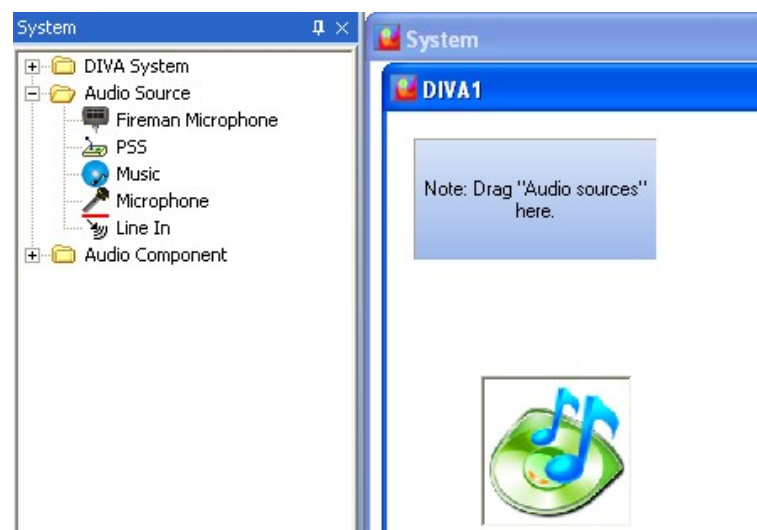 System
DIVA System
Audio Source
Fireman Microphone
PSS
Music
Microphone
Line In
Audio Component
System
DIVA1
Note: Drag "Audio sources"
here.